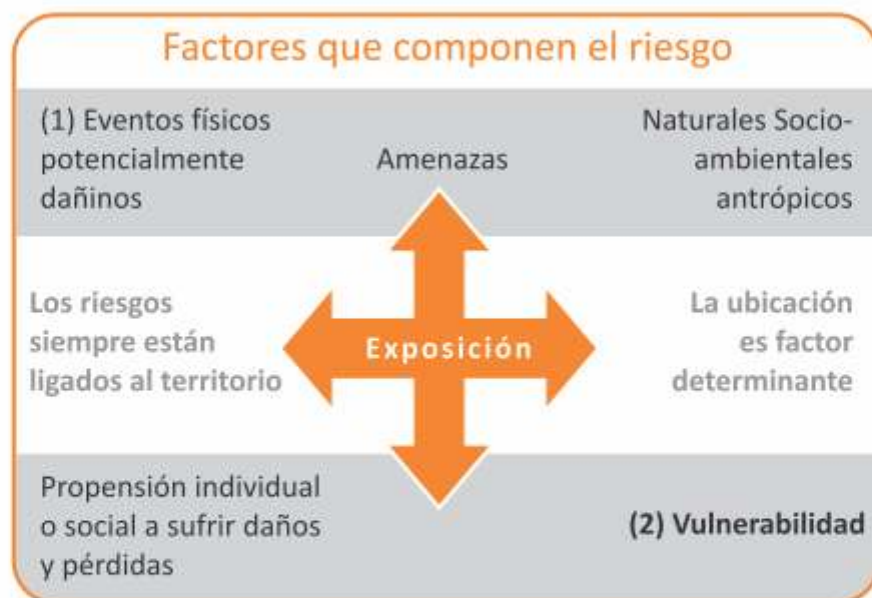 Factores que componen el riesgo
(1) Eventos físicos
potencialmente
dañinos
Amenazas
Naturales Socio-
ambientales
antrópicos
Los riesgos
siempre están
ligados al territorio
Exposición
La ubicación
es factor
determinante
Propensión individual
o social a sufrir daños
y pérdidas
(2) Vulnerabilidad